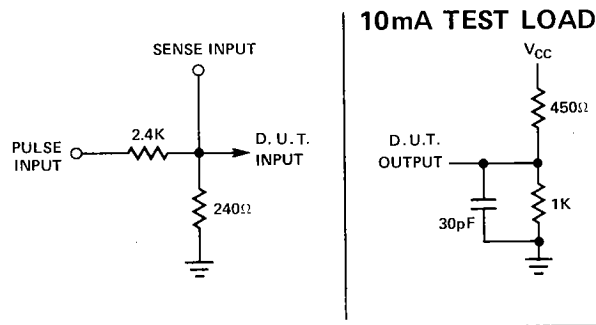 SENSE INPUT
2.4K
PULSE
INPUT
D. U.T.
INPUT
240Ω
10mA TEST LOAD
VCC
450Ω
D.U.T.
OUTPUT
1K
30pF